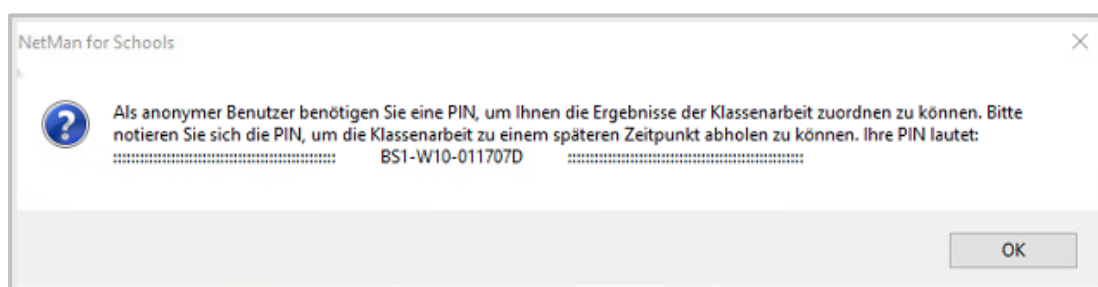 NetMan for Schools
Als anonymer Benutzer benötigen Sie eine PIN, um Ihnen die Ergebnisse der Klassenarbeit zuordnen zu können. Bitte
notieren Sie sich die PIN, um die Klassenarbeit zu einem späteren Zeitpunkt abholen zu können. Ihre PIN lautet:
:::::::::::::::::::::::::::::::::::::::::::::::: BS1-W10-011707D ::::::::::::::::::::::::::::::::::::::::::::::::::
OK